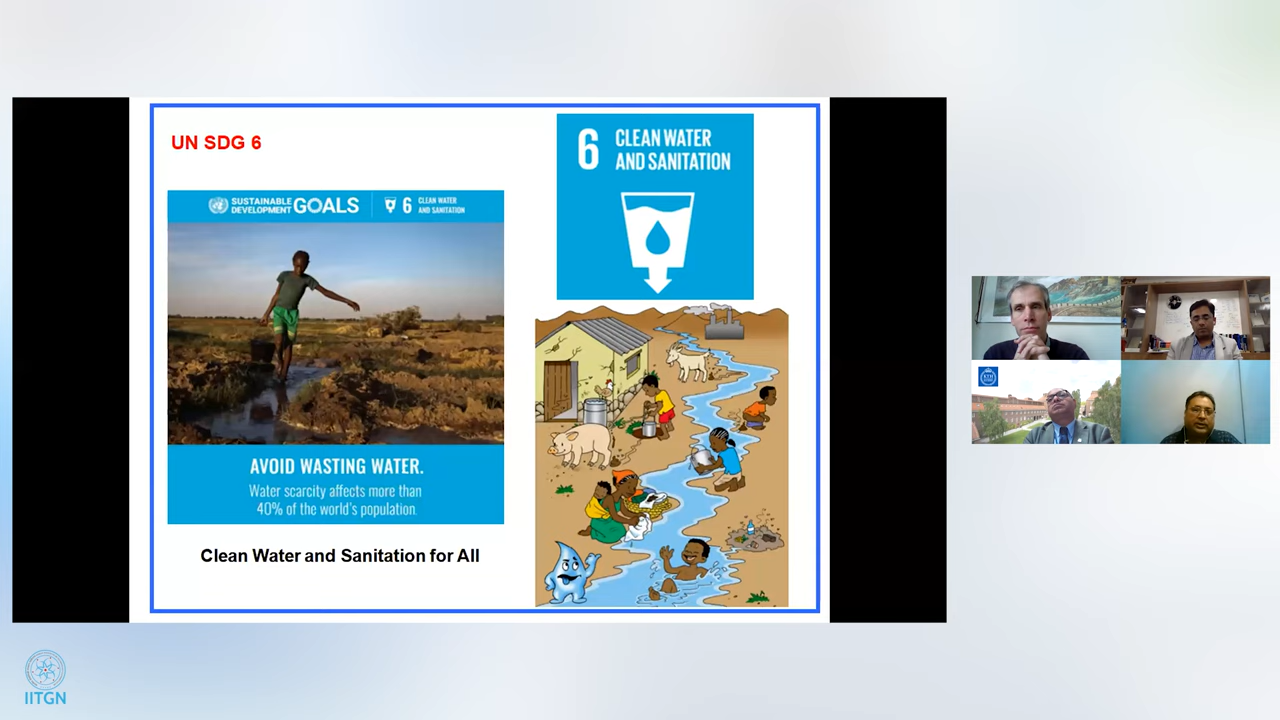 UN SDG 6
SUSTAINABLE
DEVELOPMENT GOALS
6 CLEAN WATER
AND SANITATION
AVOID WASTING WATER.
Water scarcity affects more than
40% of the world's population.
Clean Water and Sanitation for All
6 CLEAN WATER
AND SANITATION
KTH
IITGN